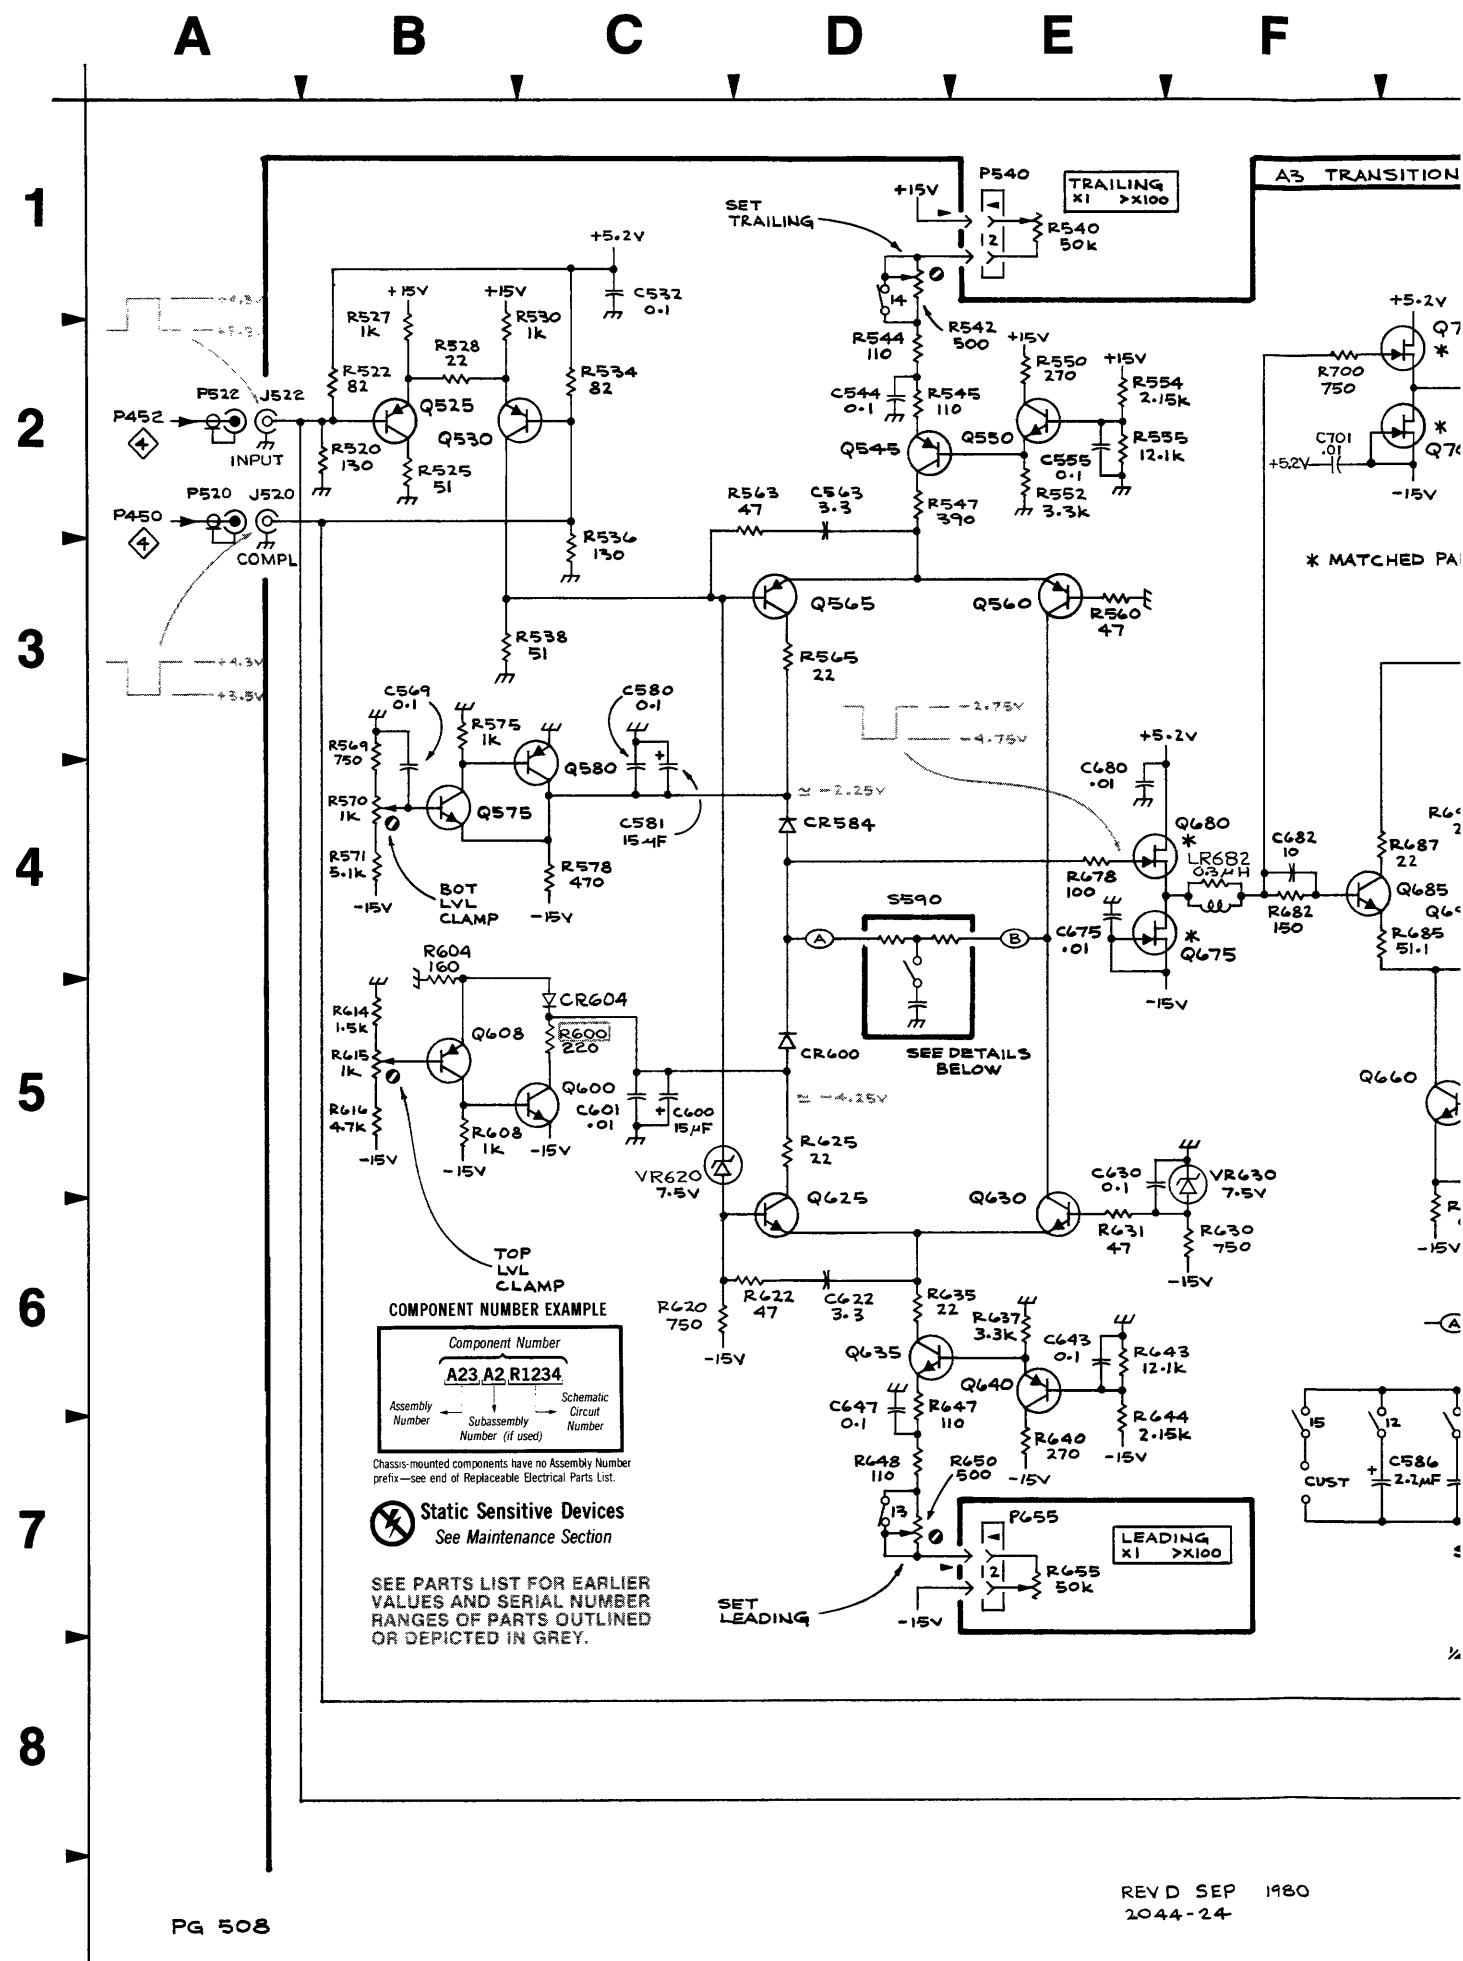 A B C D E F
1
2
3
4
5
6
7
8
A3 TRANSITION
+15V
P540
TRAILING
X1 >X100
SET
TRAILING
12
R540
50K
+5.2V
C532
0.1
14
R542
500
+15V
+15V
R527
1K
R530
1K
R528
22
R522
82
R534
82
R544
110
C544
0.1
R545
110
+15V
R550
270
+15V
R554
2.15K
+5.2V
R700
750
*
P522
J522
P452
4
INPUT
Q525
Q530
R520
130
R525
51
Q545
Q550
C555
0.1
R555
12.1K
R552
3.3K
C701
.01
+5.2V
*
-15V
P520
J520
P450
4
COMPL
R536
130
R563
47
C563
3.3
R547
390
* MATCHED
Q565
Q560
R560
47
R538
51
R565
22
+4.3V
+3.5V
-2.75V
-4.75V
C569
0.1
C580
0.1
R575
1K
R569
750
Q580
R570
1K
Q575
R571
5.1K
-15V
BOT
LVL
CLAMP
C581
15µF
R578
470
-15V
≃ -2.25V
CR584
+5.2V
C680
.01
Q680
*
LR682
0.3µH
R678
100
C682
10
R682
150
R687
22
Q685
R685
51.1
S590
A
B
C675
.01
*
Q675
-15V
R604
160
CR604
R614
1.5K
Q608
R600
220
R615
1K
Q600
C601
.01
C600
15µF
R616
4.7K
-15V
R608
1K
-15V
-15V
CR600
SEE DETAILS
BELOW
≃ -4.25V
Q660
R625
22
VR620
7.5V
Q625
Q630
C630
0.1
VR630
7.5V
R631
47
R630
750
-15V
-15V
TOP
LVL
CLAMP
R620
750
-15V
R622
47
C622
3.3
R635
22
R637
3.3K
C643
0.1
R643
12.1K
A
Q635
Q640
C647
0.1
R647
110
R640
270
-15V
R644
2.15K
-15V
COMPONENT NUMBER EXAMPLE
Component Number
A23 A2 R1234
Assembly
Number
Subassembly
Number (if used)
Schematic
Circuit
Number
Chassis-mounted components have no Assembly Number
prefix—see end of Replaceable Electrical Parts List.
Static Sensitive Devices
See Maintenance Section
SEE PARTS LIST FOR EARLIER
VALUES AND SERIAL NUMBER
RANGES OF PARTS OUTLINED
OR DEPICTED IN GREY.
R648
110
R650
500
13
15
12
CUST
C586
2.2µF
P655
LEADING
X1 >X100
12
R655
50K
SET
LEADING
-15V
REV D SEP 1980
2044-24
PG 508